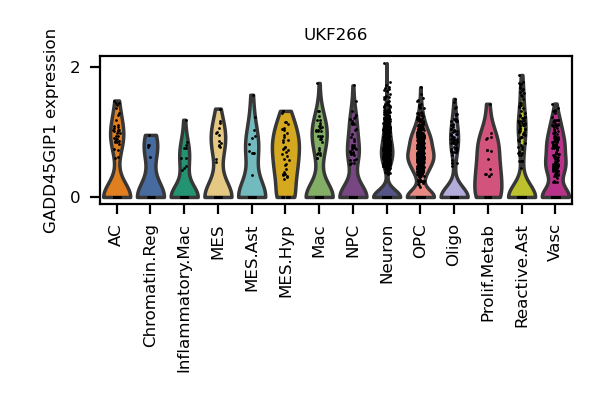 UKF266
GADD45GIP1 expression
2
0
AC
Chromatin.Reg
Inflammatory.Mac
MES
MES.Ast
MES.Hyp
Mac
NPC
Neuron
OPC
Oligo
Prolif.Metab
Reactive.Ast
Vasc